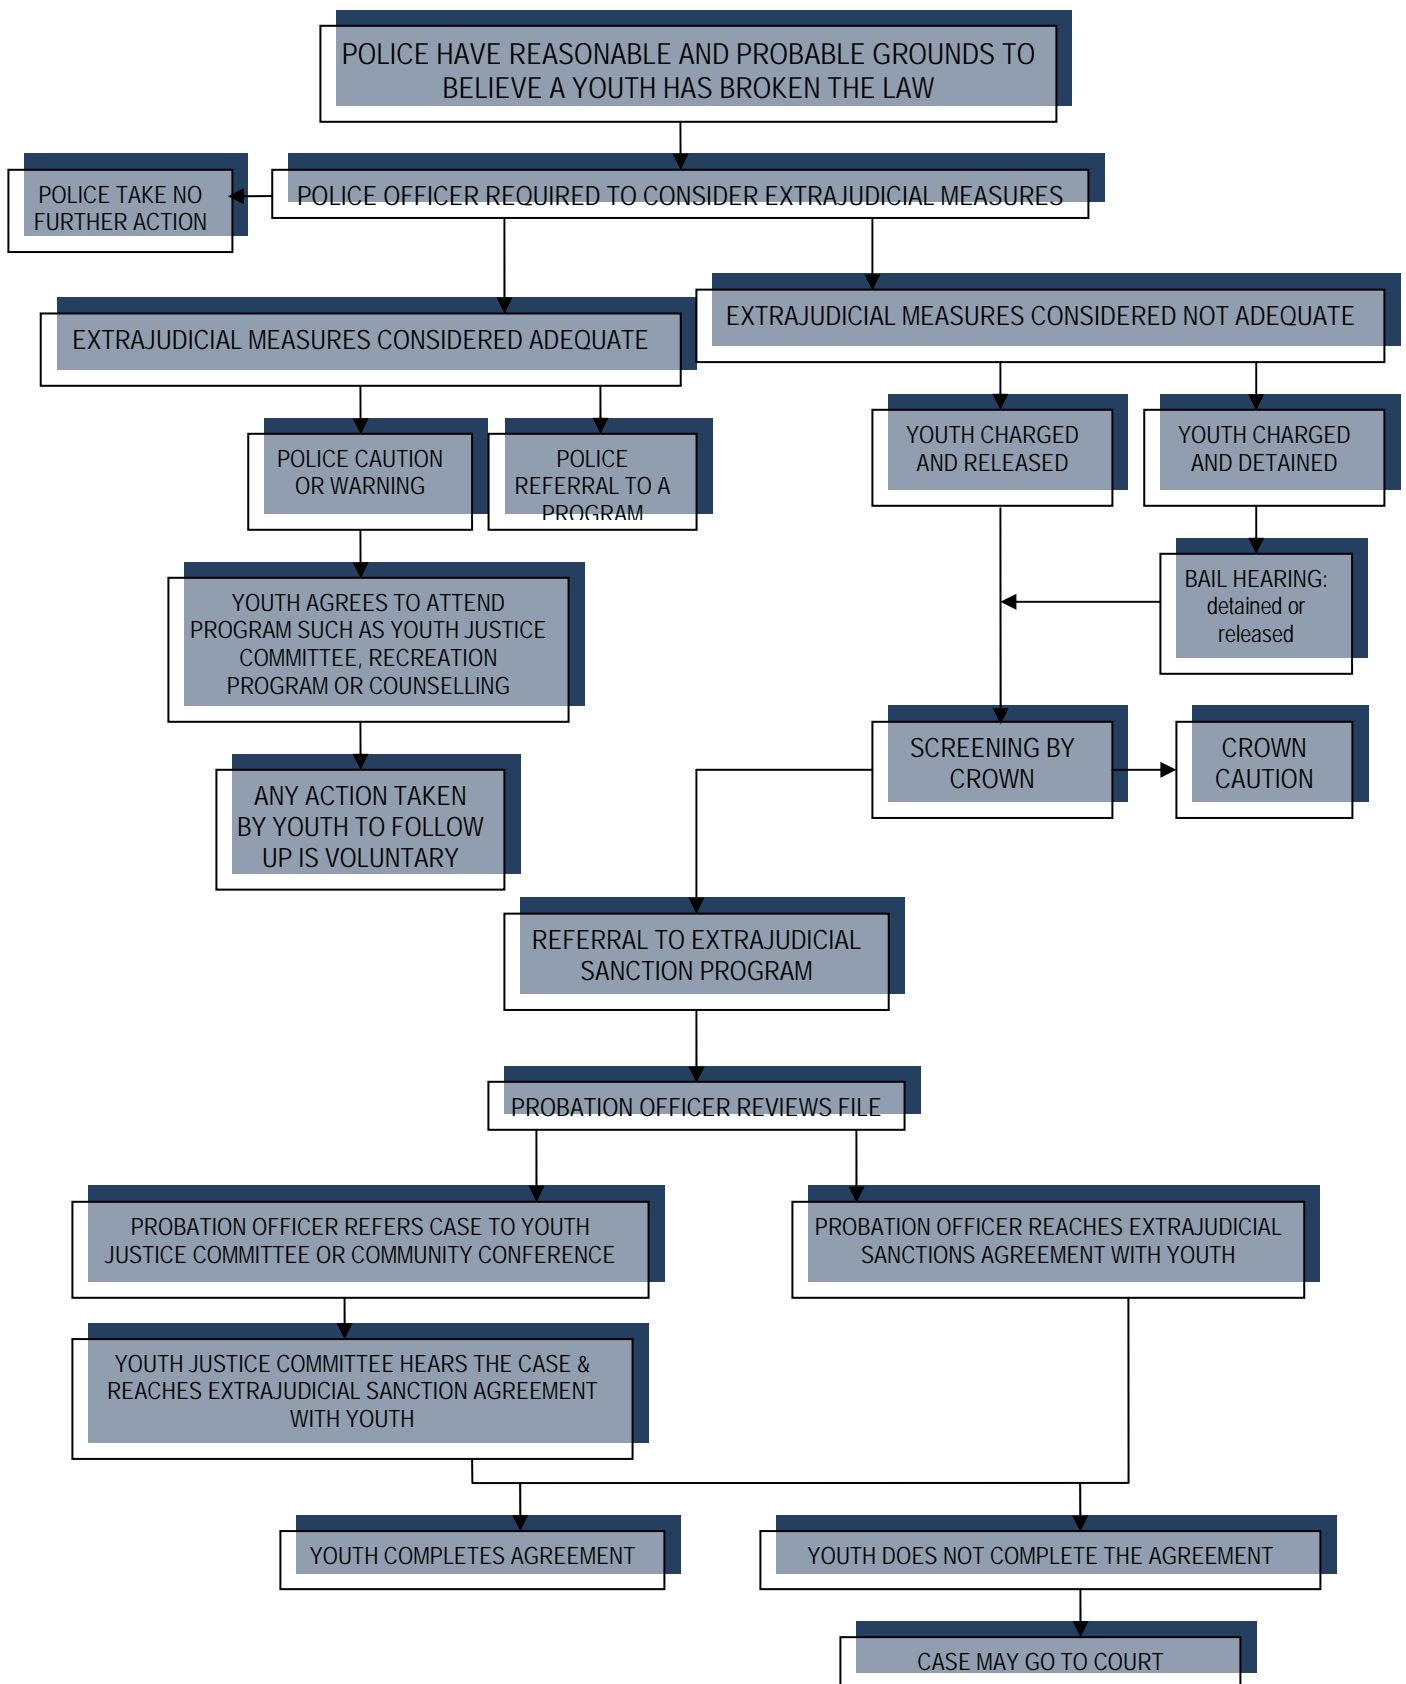 POLICE HAVE REASONABLE AND PROBABLE GROUNDS TO
BELIEVE A YOUTH HAS BROKEN THE LAW
POLICE TAKE NO
FURTHER ACTION
POLICE OFFICER REQUIRED TO CONSIDER EXTRAJUDICIAL MEASURES
EXTRAJUDICIAL MEASURES CONSIDERED ADEQUATE
EXTRAJUDICIAL MEASURES CONSIDERED NOT ADEQUATE
POLICE CAUTION
OR WARNING
POLICE
REFERRAL TO A
PROGRAM
YOUTH CHARGED
AND RELEASED
YOUTH CHARGED
AND DETAINED
BAIL HEARING:
detained or
released
YOUTH AGREES TO ATTEND
PROGRAM SUCH AS YOUTH JUSTICE
COMMITTEE, RECREATION
PROGRAM OR COUNSELLING
ANY ACTION TAKEN
BY YOUTH TO FOLLOW
UP IS VOLUNTARY
SCREENING BY
CROWN
CROWN
CAUTION
REFERRAL TO EXTRAJUDICIAL
SANCTION PROGRAM
PROBATION OFFICER REVIEWS FILE
PROBATION OFFICER REFERS CASE TO YOUTH
JUSTICE COMMITTEE OR COMMUNITY CONFERENCE
PROBATION OFFICER REACHES EXTRAJUDICIAL
SANCTIONS AGREEMENT WITH YOUTH
YOUTH JUSTICE COMMITTEE HEARS THE CASE &
REACHES EXTRAJUDICIAL SANCTION AGREEMENT
WITH YOUTH
YOUTH COMPLETES AGREEMENT
YOUTH DOES NOT COMPLETE THE AGREEMENT
CASE MAY GO TO COURT